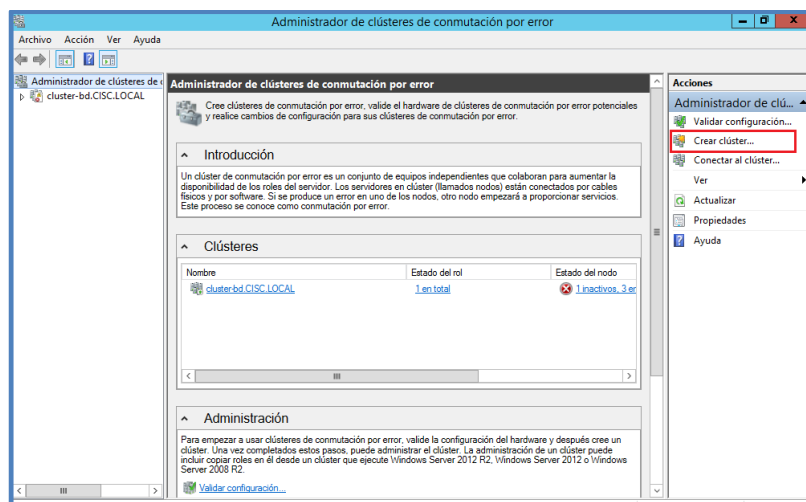 Administrador de clústeres de conmutación por error
Archivo Acción Ver Ayuda
Administrador de clústeres de c
cluster-bd.CISC.LOCAL
Administrador de clústeres de conmutación por error
Cree clústeres de conmutación por error, valide el hardware de clústeres de conmutación por error potenciales
y realice cambios de configuración para sus clústeres de conmutación por error.
Introducción
Un clúster de conmutación por error es un conjunto de equipos independientes que colaboran para aumentar la
disponibilidad de los roles del servidor. Los servidores en clúster (llamados nodos) están conectados por cables
físicos y por software. Si se produce un error en uno de los nodos, otro nodo empezará a proporcionar servicios.
Este proceso se conoce como conmutación por error.
Clústeres
Nombre Estado del rol Estado del nodo
cluster-bd.CISC.LOCAL 1 en total 1 inactivos, 3 er
Administración
Para empezar a usar clústeres de conmutación por error, valide la configuración del hardware y después cree un
clúster. Una vez completados estos pasos, puede administrar el clúster. La administración de un clúster puede
incluir copiar roles en él desde un clúster que ejecute Windows Server 2012 R2, Windows Server 2012 o Windows
Server 2008 R2.
Validar configuración...
Acciones
Administrador de clú...
Validar configuración...
Crear clúster...
Conectar al clúster...
Ver
Actualizar
Propiedades
Ayuda